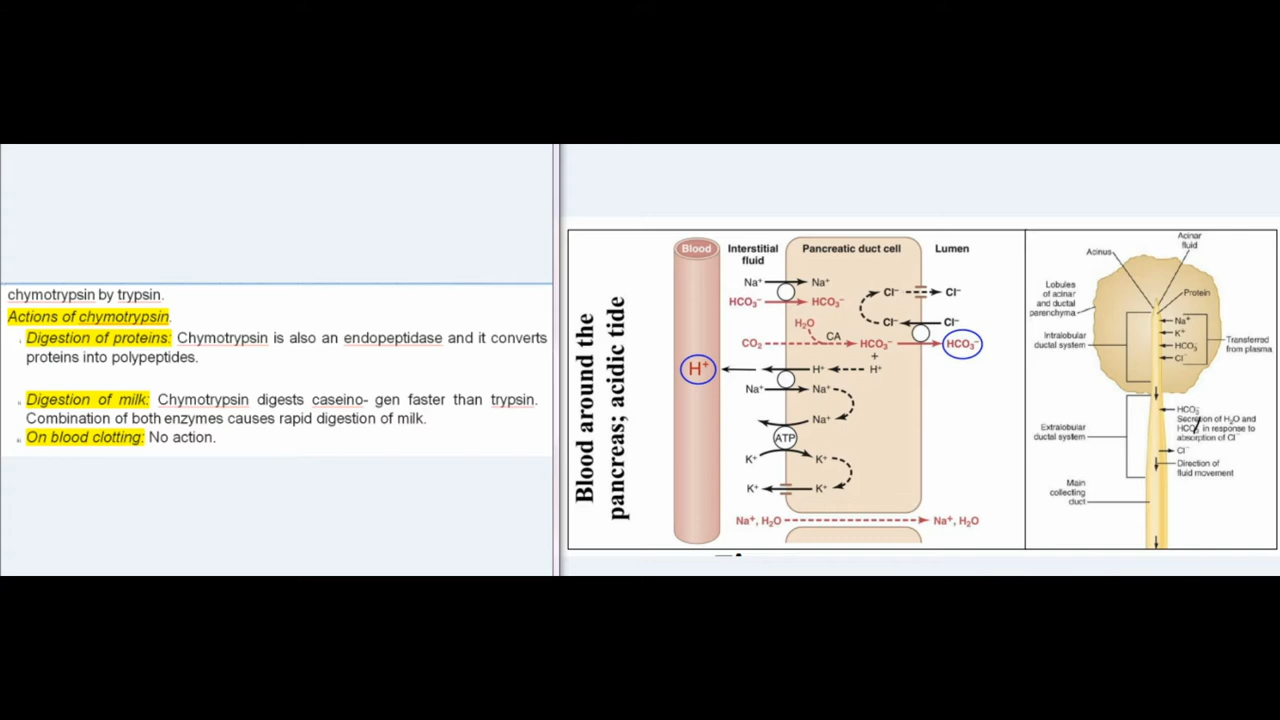 chymotrypsin by trypsin.
Actions of chymotrypsin.
Digestion of proteins: Chymotrypsin is also an endopeptidase and it converts
proteins into polypeptides.
Digestion of milk: Chymotrypsin digests caseino- gen faster than trypsin.
Combination of both enzymes causes rapid digestion of milk.
On blood clotting: No action.
Blood around the
pancreas; acidic tide
Blood
Interstitial
fluid
Pancreatic duct cell
Lumen
Na⁺
Na⁺
HCO₃⁻
HCO₃⁻
Cl⁻
Cl⁻
H₂O
Cl⁻
Cl⁻
CO₂
CA
HCO₃⁻
HCO₃⁻
+
H⁺
H⁺
H⁺
Na⁺
Na⁺
Na⁺
ATP
K⁺
K⁺
K⁺
K⁺
Na⁺, H₂O
Na⁺, H₂O
Acinar
fluid
Acinus
Lobules
of acinar
and ductal
parenchyma
Protein
Na⁺
K⁺
HCO₃⁻
Cl⁻
Intralobular
ductal system
Transferred
from plasma
HCO₃⁻
Secretion of H₂O and
HCO₃⁻ in response to
absorption of Cl⁻
Extralobular
ductal system
Cl⁻
Direction of
fluid movement
Main
collecting
duct